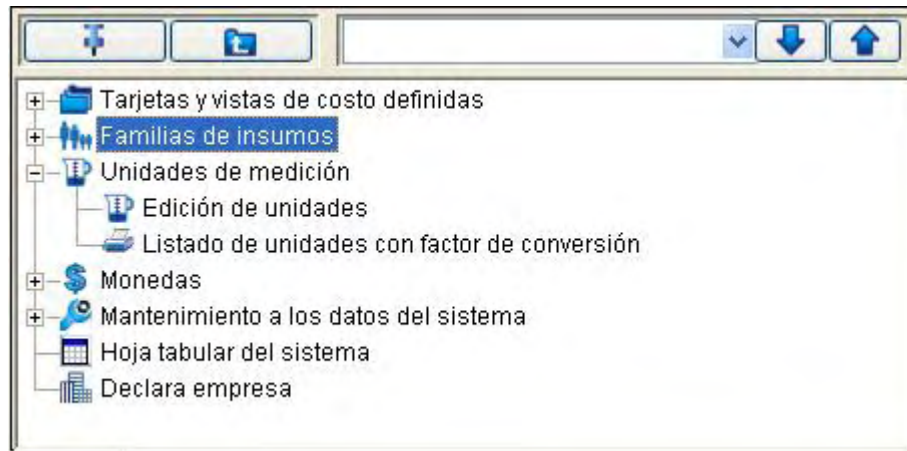 Tarjetas y vistas de costo definidas
Familias de insumos
Unidades de medición
Edición de unidades
Listado de unidades con factor de conversión
Monedas
Mantenimiento a los datos del sistema
Hoja tabular del sistema
Declara empresa